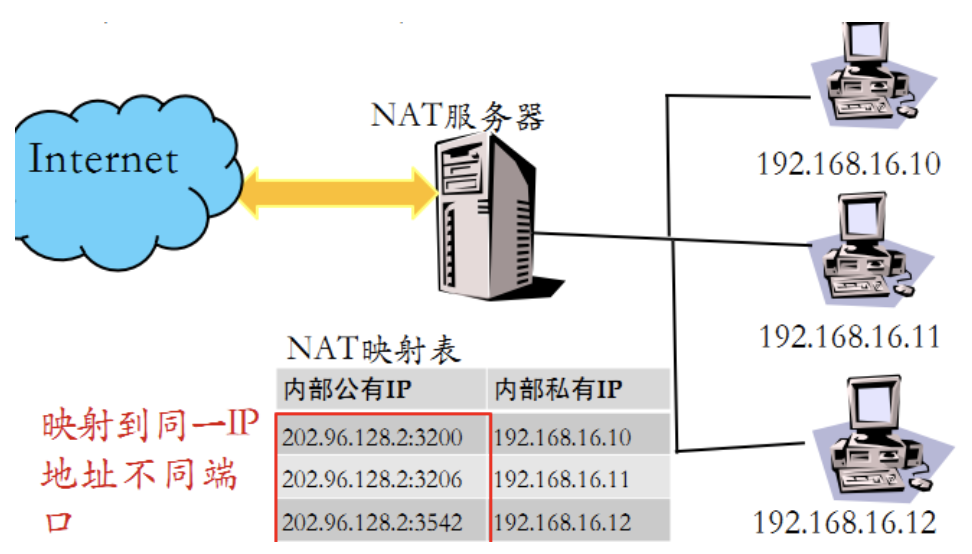 NAT服务器
Internet
192.168.16.10
192.168.16.11
NAT映射表
内部公有IP 内部私有IP
映射到同一IP
地址不同端
口
202.96.128.2:3200 192.168.16.10
202.96.128.2:3206 192.168.16.11
202.96.128.2:3542 192.168.16.12
192.168.16.12